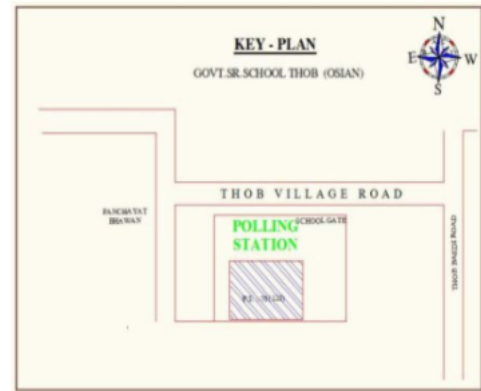 KEY - PLAN
GOVT.SR.SCHOOL THOB (OSIAN)
N
E
W
S
THOB VILLAGE ROAD
PANCHAYAT
BHAWAN
SCHOOL GATE
POLLING
STATION